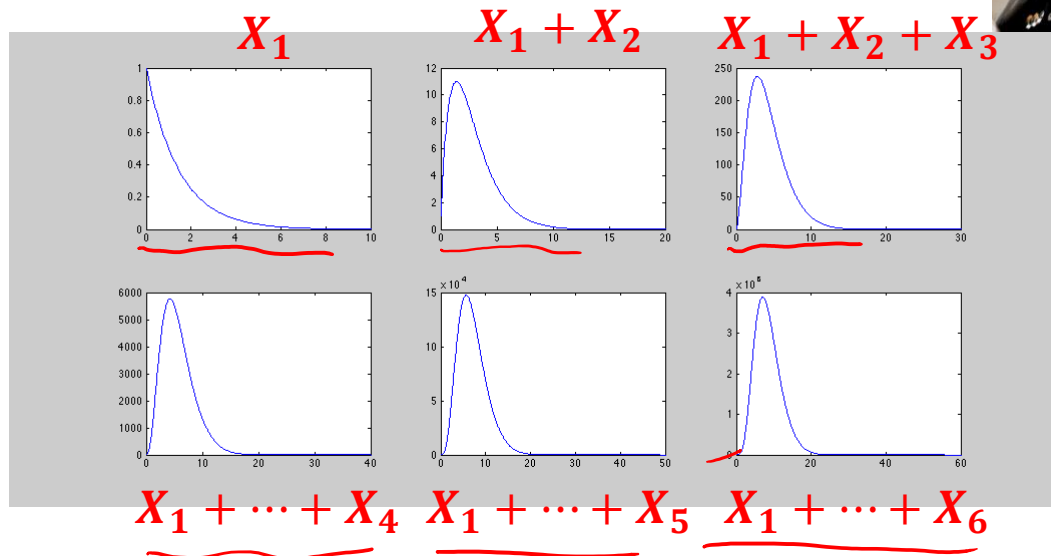 X₁ X₁ + X₂ X₁ + X₂ + X₃
1 0.8 0.6 0.4 0.2 0
0 2 4 6 8 10
12 10 8 6 4 2 0
0 5 10 15 20
250 200 150 100 50 0
0 10 20 30
6000 5000 4000 3000 2000 1000 0
0 10 20 30 40
× 10⁴
15 10 5 0
0 10 20 30 40 50
× 10⁶
4 3 2 1 0
0 20 40 60
X₁ + ⋯ + X₄ X₁ + ⋯ + X₅ X₁ + ⋯ + X₆